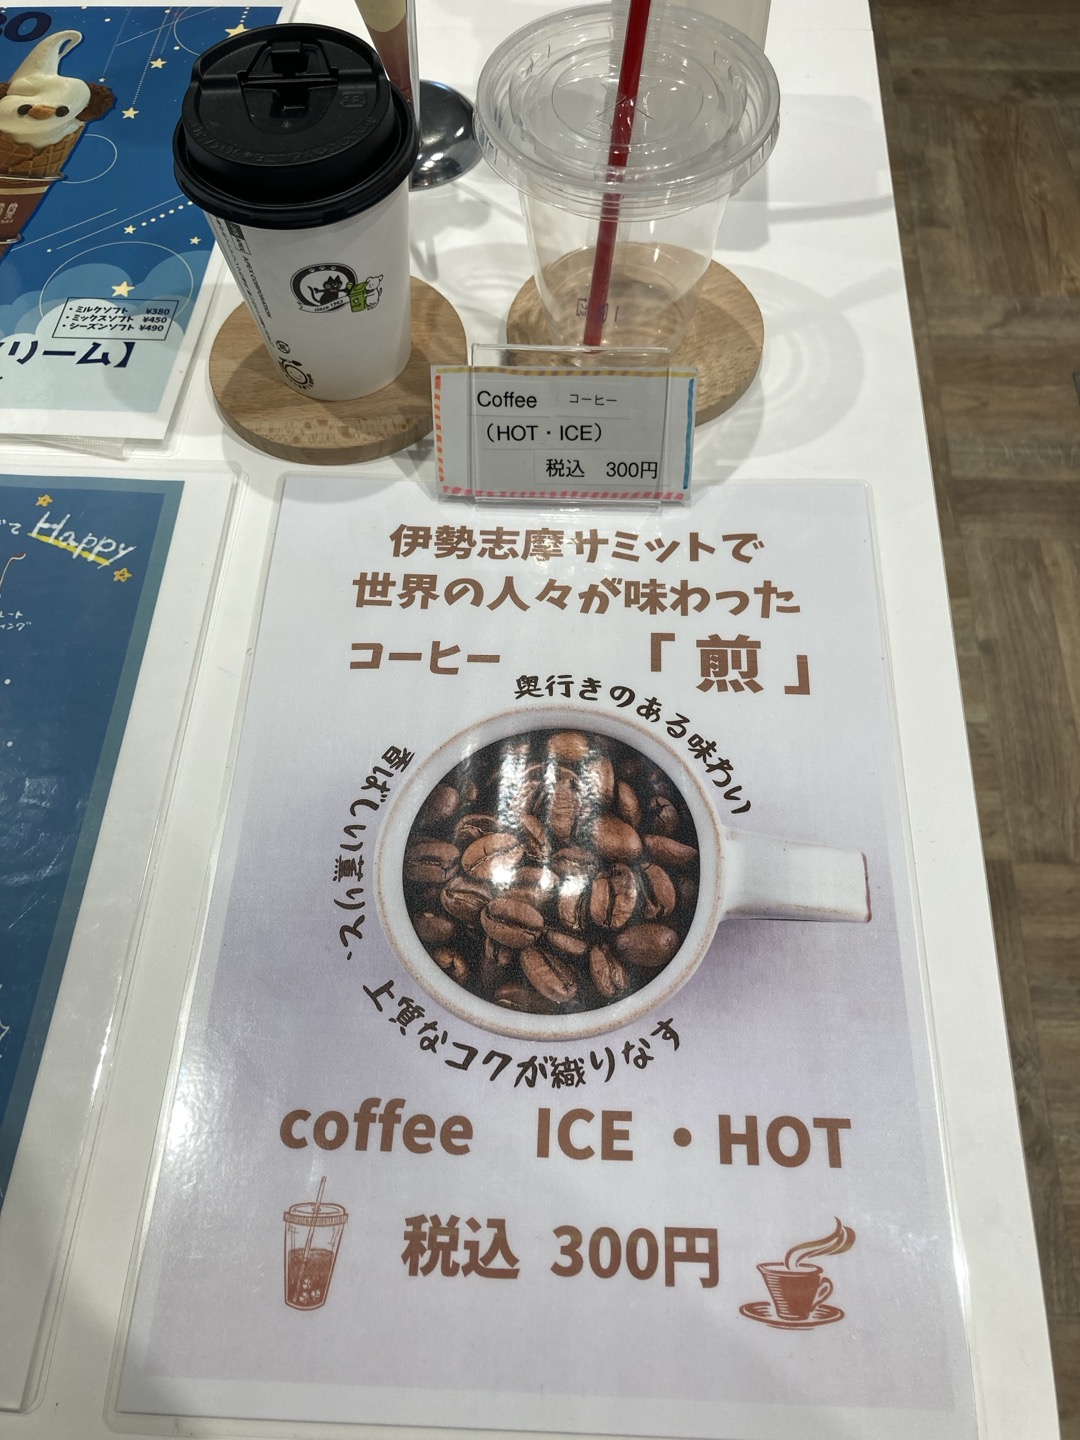 ・ミルクソフト ¥380
・ミックスソフト ¥450
・シーズンソフト ¥490
リーム】
Coffee コーヒー
（HOT・ICE）
税込 300円
Happy
伊勢志摩サミットで
世界の人々が味わった
コーヒー 「煎」
奥行きのある味わい
香ばしい薫りと、
上質なコクが織りなす
coffee ICE・HOT
税込 300円